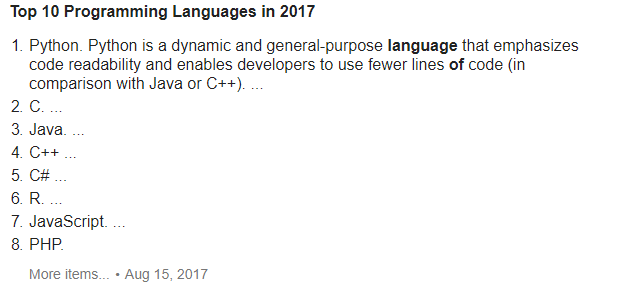 Top 10 Programming Languages in 2017
1. Python. Python is a dynamic and general-purpose language that emphasizes
code readability and enables developers to use fewer lines of code (in
comparison with Java or C++). ...
2. C. ...
3. Java. ...
4. C++ ...
5. C# ...
6. R. ...
7. JavaScript. ...
8. PHP.
More items... • Aug 15, 2017